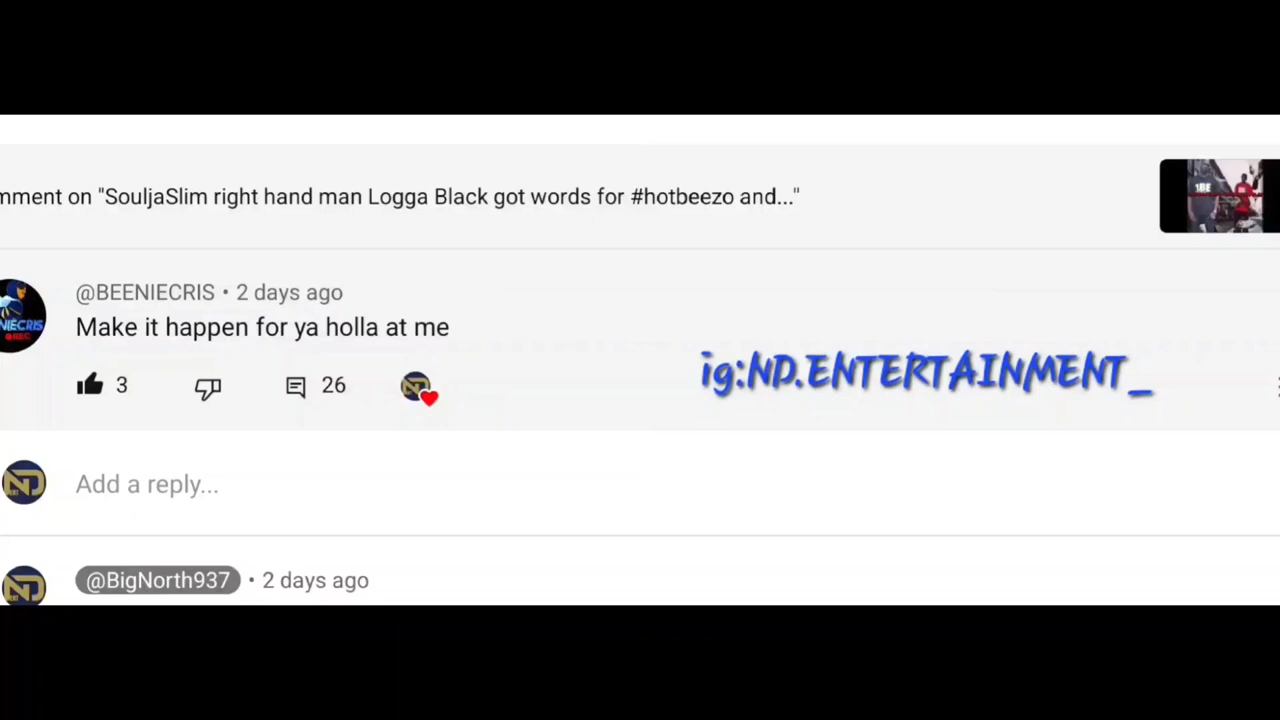 mment on "SouljaSlim right hand man Logga Black got words for #hotbeezo and..."
@BEENIECRIS • 2 days ago
Make it happen for ya holla at me
3
26
ig:ND.ENTERTAINMENT_
Add a reply...
@BigNorth937 • 2 days ago